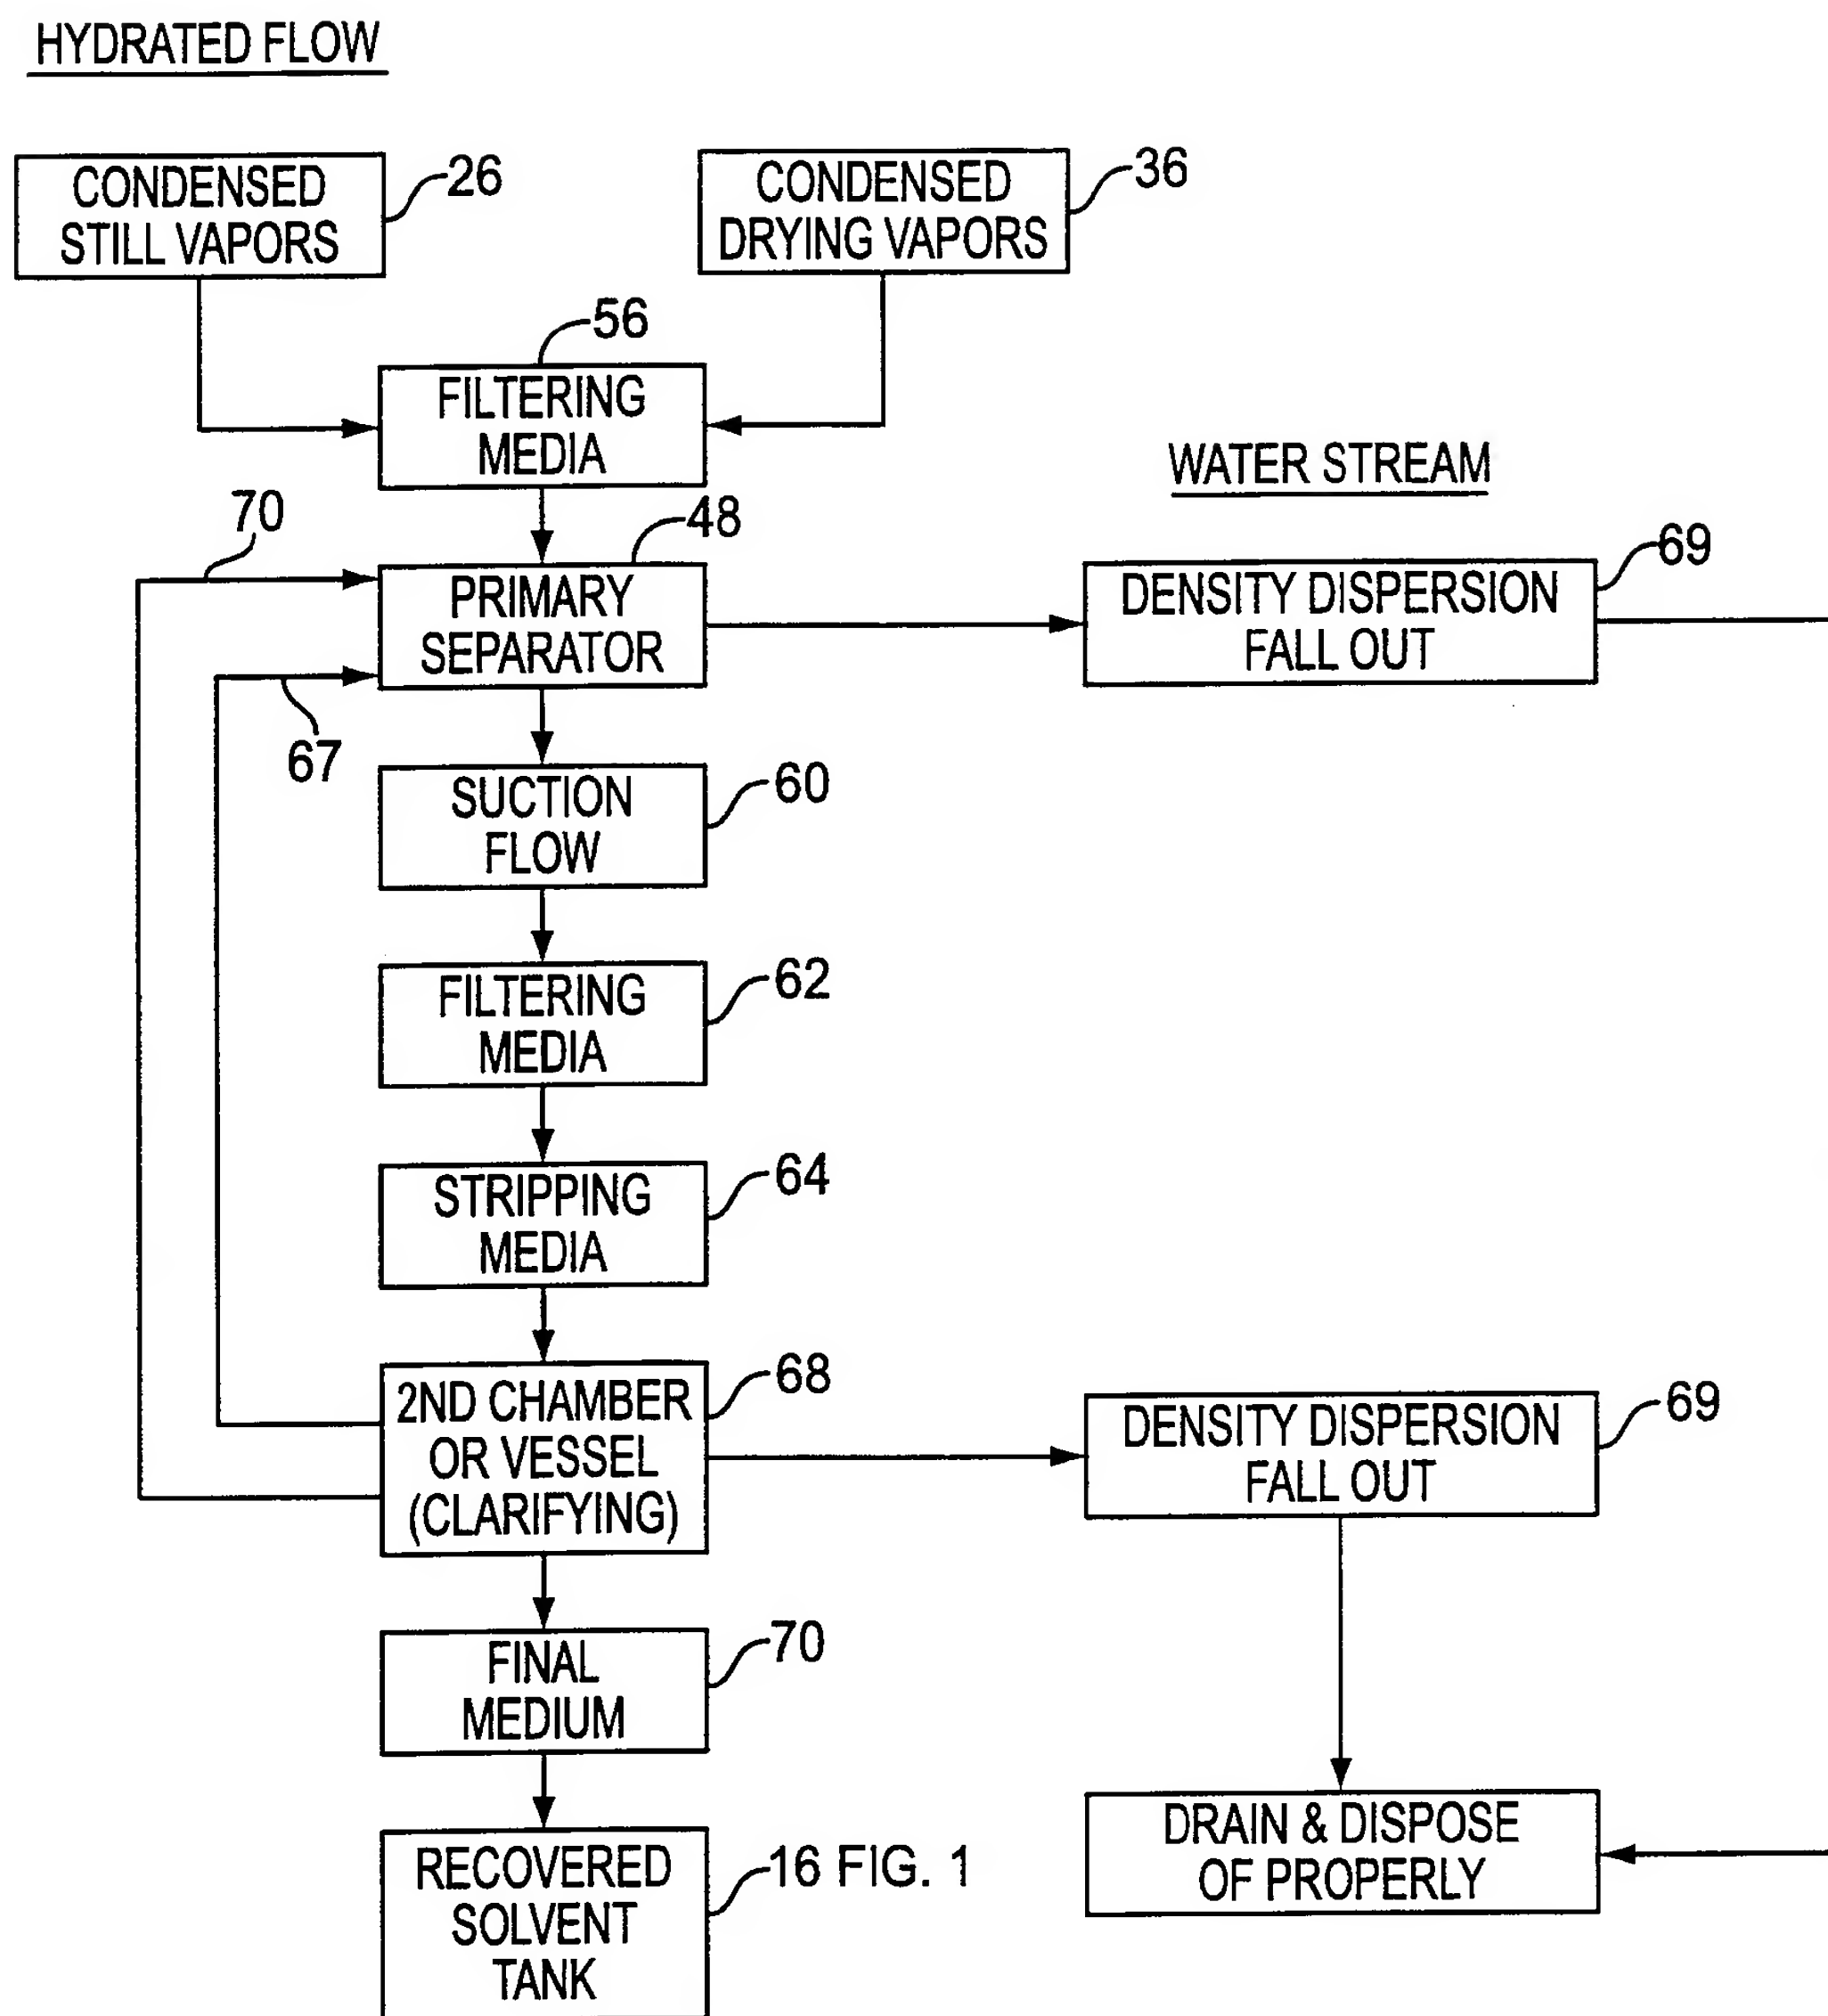 HYDRATED FLOW
CONDENSED
STILL VAPORS
26
CONDENSED
DRYING VAPORS
36
56
FILTERING
MEDIA
WATER STREAM
70
48
PRIMARY
SEPARATOR
69
DENSITY DISPERSION
FALL OUT
67
SUCTION
FLOW
60
FILTERING
MEDIA
62
STRIPPING
MEDIA
64
2ND CHAMBER
OR VESSEL
(CLARIFYING)
68
DENSITY DISPERSION
FALL OUT
69
FINAL
MEDIUM
70
RECOVERED
SOLVENT
TANK
16 FIG. 1
DRAIN & DISPOSE
OF PROPERLY